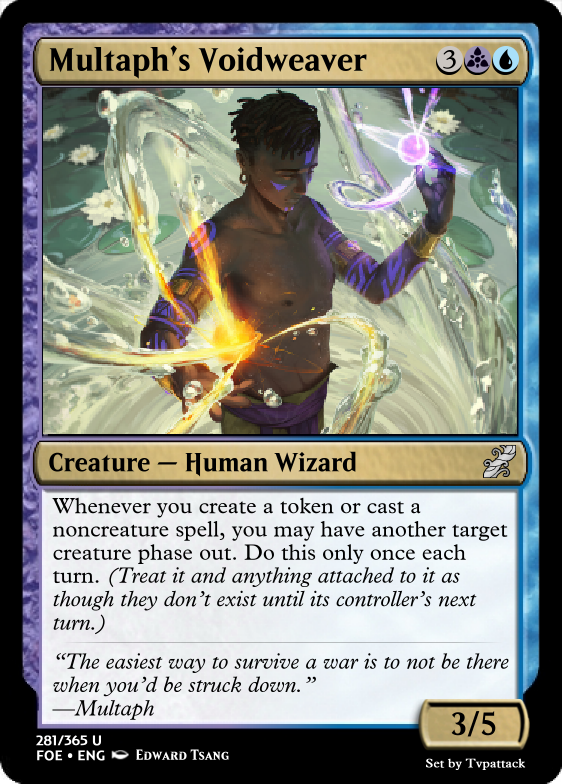 Multaph's Voidweaver 3
Creature — Human Wizard
Whenever you create a token or cast a
noncreature spell, you may have another target
creature phase out. Do this only once each
turn. (Treat it and anything attached to it as
though they don't exist until its controller's next
turn.)
“The easiest way to survive a war is to not be there
when you'd be struck down.”
—Multaph
3/5
281/365 U
FOE • ENG Edward Tsang
Set by Tvpattack